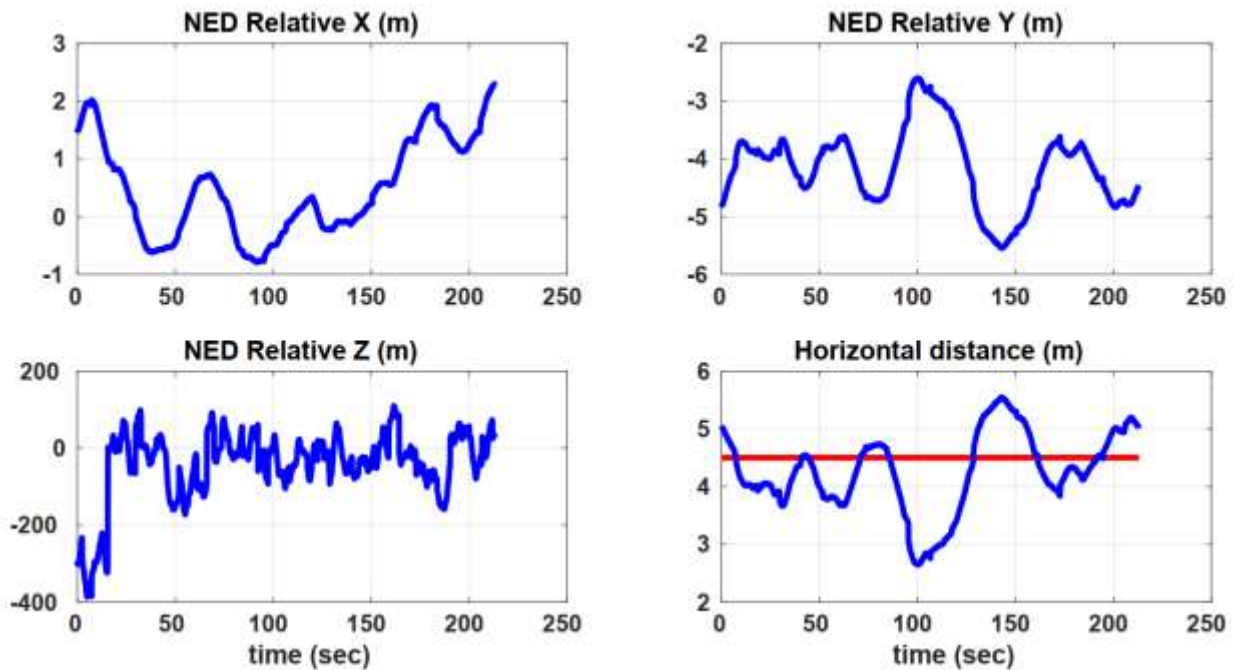 NED Relative X (m)
3
2
1
0
-1
0 50 100 150 200 250
NED Relative Y (m)
-2
-3
-4
-5
-6
0 50 100 150 200 250
NED Relative Z (m)
200
0
-200
-400
0 50 100 150 200 250
time (sec)
Horizontal distance (m)
6
5
4
3
2
0 50 100 150 200 250
time (sec)